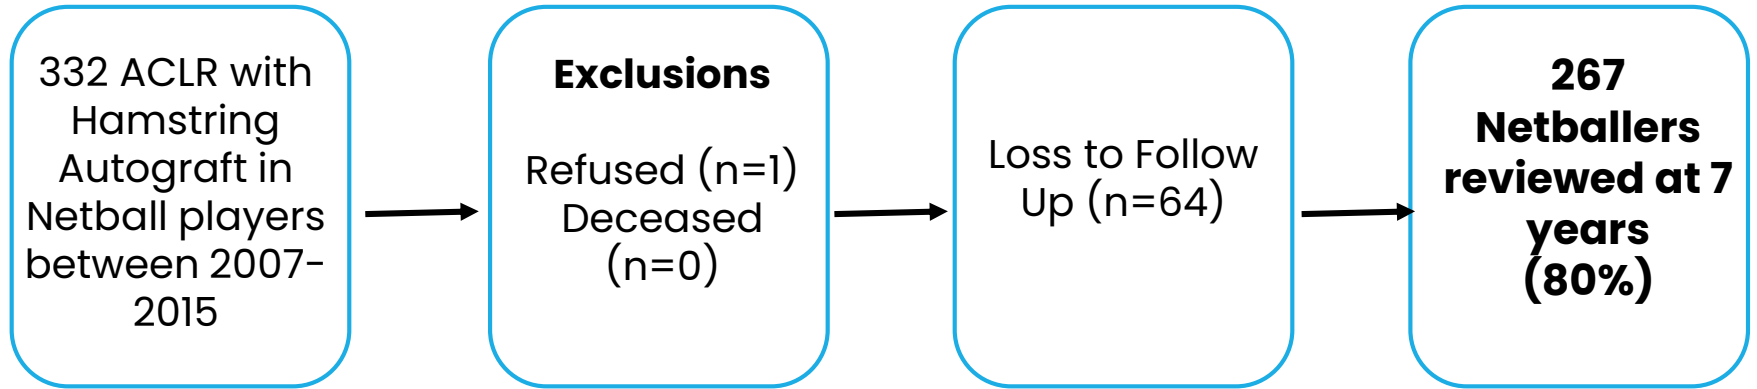 332 ACLR with
Hamstring
Autograft in
Netball players
between 2007-
2015
Exclusions
Refused (n=1)
Deceased
(n=0)
Loss to Follow
Up (n=64)
267
Netballers
reviewed at 7
years
(80%)